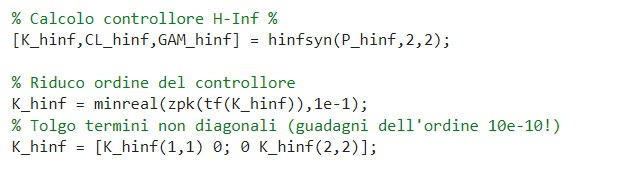 % Calcolo controllore H-Inf %
[K_hinf,CL_hinf,GAM_hinf] = hinfsyn(P_hinf,2,2);
% Riduco ordine del controllore
K_hinf = minreal(zpk(tf(K_hinf)),1e-1);
% Tolgo termini non diagonali (guadagni dell'ordine 10e-10!)
K_hinf = [K_hinf(1,1) 0; 0 K_hinf(2,2)];